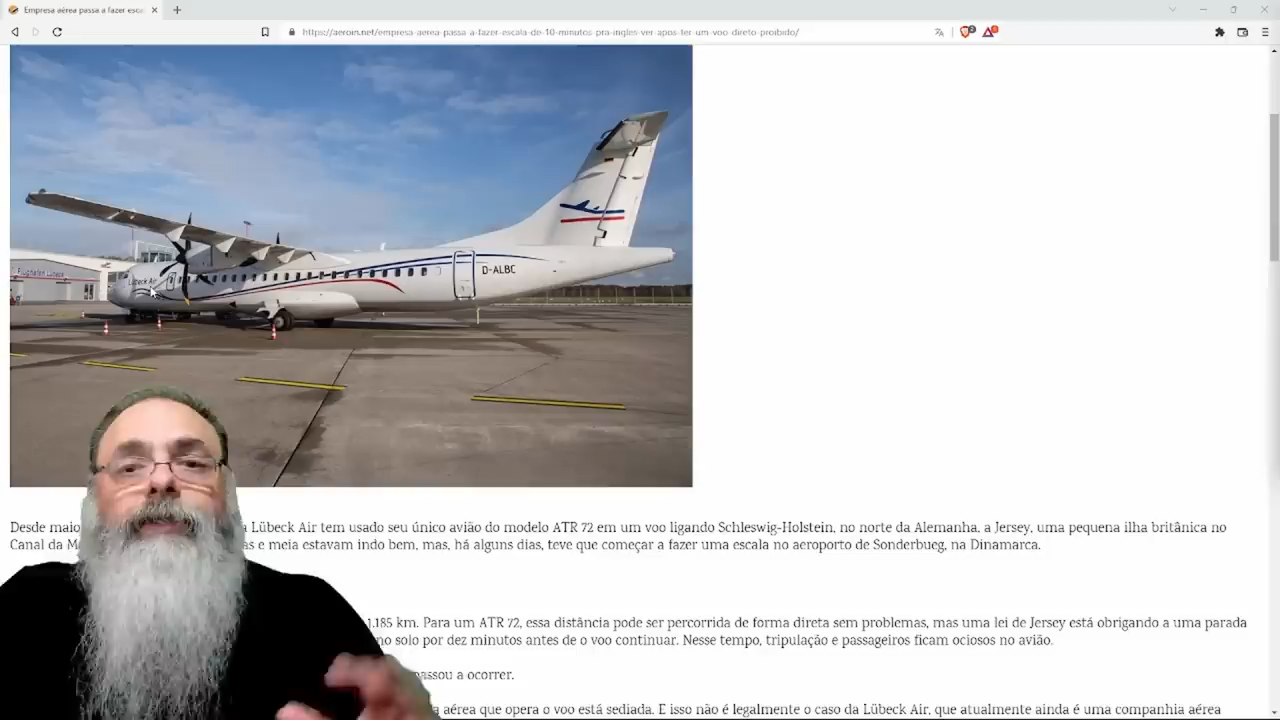 Empresa aérea passa a fazer esca
https://aeroin.net/empresa-aerea-passa-a-fazer-escala-de-10-minutos-pra-ingles-ver-apos-ter-um-voo-direto-proibido/
Flughafen Lübeck
Lübeck Air
D-ALBC
Desde maio a Lübeck Air tem usado seu único avião do modelo ATR 72 em um voo ligando Schleswig-Holstein, no norte da Alemanha, a Jersey, uma pequena ilha britânica no
Canal da M as e meia estavam indo bem, mas, há alguns dias, teve que começar a fazer uma escala no aeroporto de Sonderbueg, na Dinamarca.
1.185 km. Para um ATR 72, essa distância pode ser percorrida de forma direta sem problemas, mas uma lei de Jersey está obrigando a uma parada
no solo por dez minutos antes de o voo continuar. Nesse tempo, tripulação e passageiros ficam ociosos no avião.
passou a ocorrer.
a aérea que opera o voo está sediada. E isso não é legalmente o caso da Lübeck Air, que atualmente ainda é uma companhia aérea